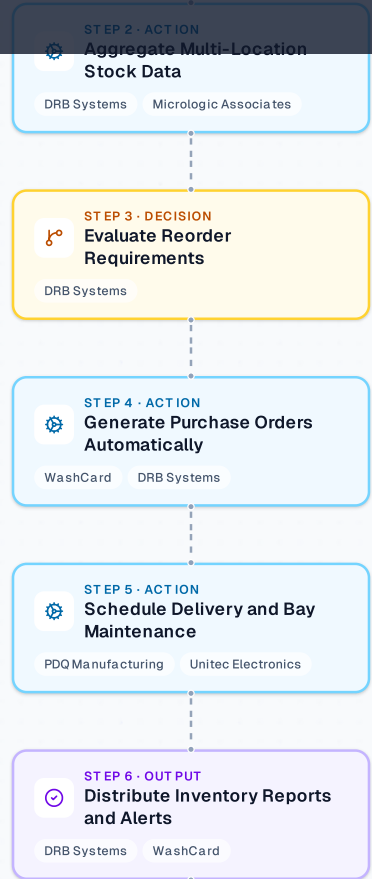 STEP 2 · ACTION
Aggregate Multi-Location
Stock Data
DRB Systems Micrologic Associates
STEP 3 · DECISION
Evaluate Reorder
Requirements
DRB Systems
STEP 4 · ACTION
Generate Purchase Orders
Automatically
WashCard DRB Systems
STEP 5 · ACTION
Schedule Delivery and Bay
Maintenance
PDQ Manufacturing Unitec Electronics
STEP 6 · OUTPUT
Distribute Inventory Reports
and Alerts
DRB Systems WashCard